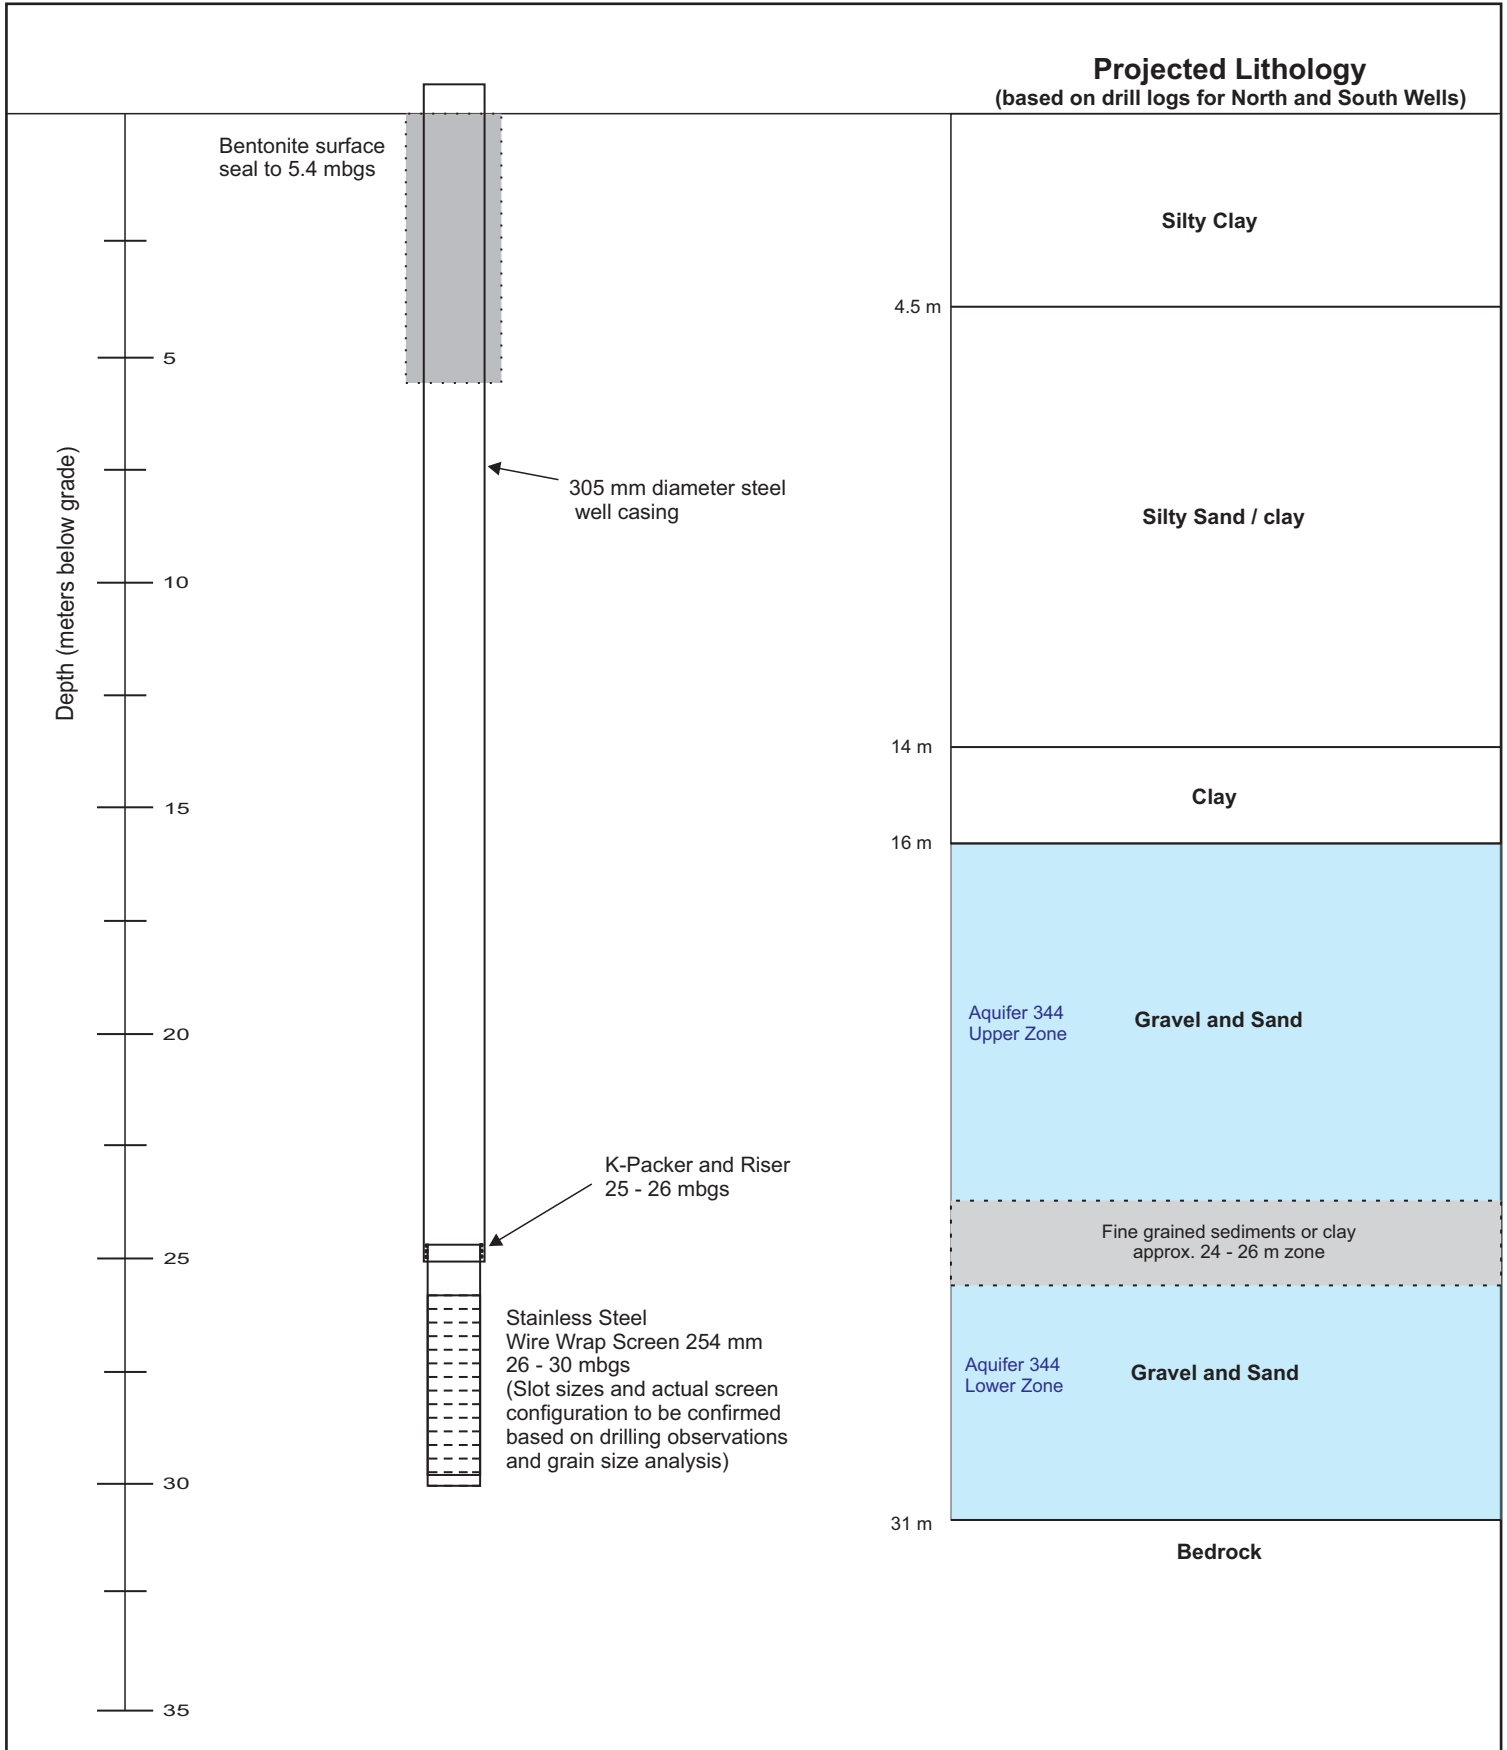 Projected Lithology
(based on drill logs for North and South Wells)
Bentonite surface
seal to 5.4 mbgs
Silty Clay
4.5 m
5
Depth (meters below grade)
305 mm diameter steel
well casing
Silty Sand / clay
10
14 m
Clay
15
16 m
Aquifer 344
Upper Zone
Gravel and Sand
20
K-Packer and Riser
25 - 26 mbgs
Fine grained sediments or clay
approx. 24 - 26 m zone
25
Stainless Steel
Wire Wrap Screen 254 mm
26 - 30 mbgs
(Slot sizes and actual screen
configuration to be confirmed
based on drilling observations
and grain size analysis)
Aquifer 344
Lower Zone
Gravel and Sand
30
31 m
Bedrock
35